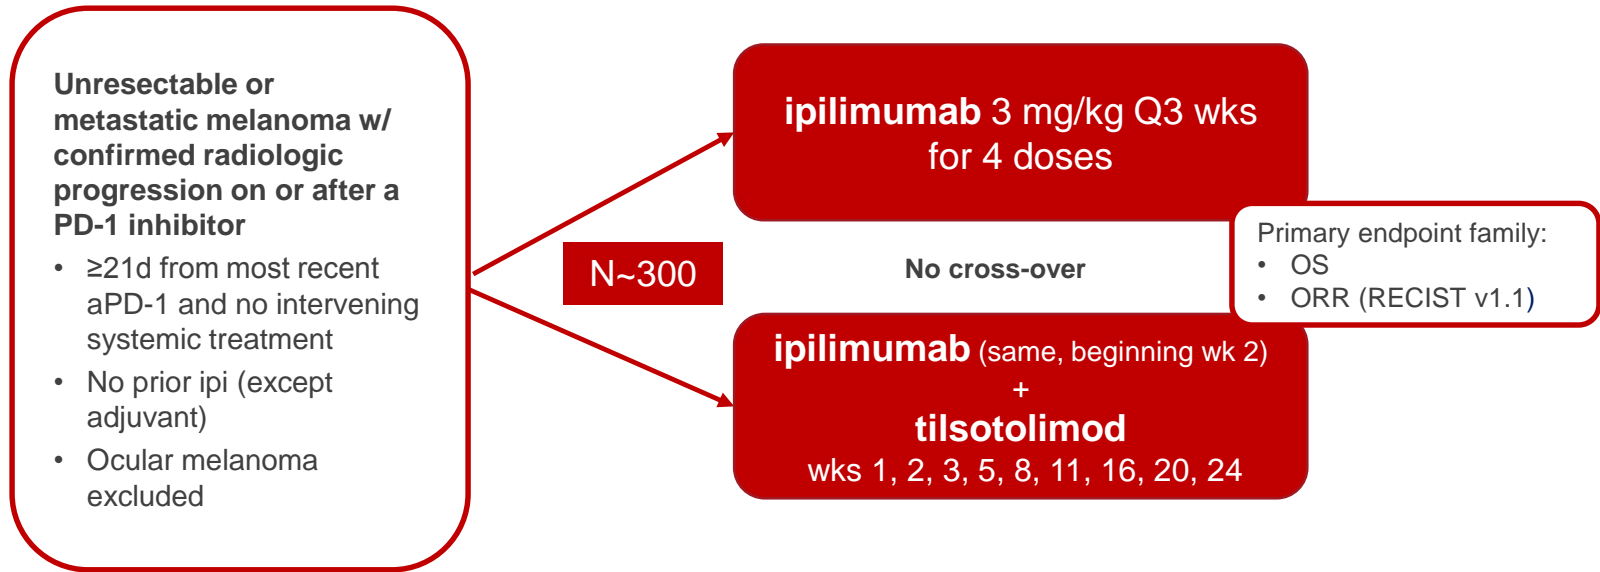 Unresectable or
metastatic melanoma w/
confirmed radiologic
progression on or after a
PD-1 inhibitor
• ≥21d from most recent
aPD-1 and no intervening
systemic treatment
• No prior ipi (except
adjuvant)
• Ocular melanoma
excluded
N~300
ipilimumab 3 mg/kg Q3 wks
for 4 doses
No cross-over
Primary endpoint family:
• OS
• ORR (RECIST v1.1)
ipilimumab (same, beginning wk 2)
+
tilsotolimod
wks 1, 2, 3, 5, 8, 11, 16, 20, 24